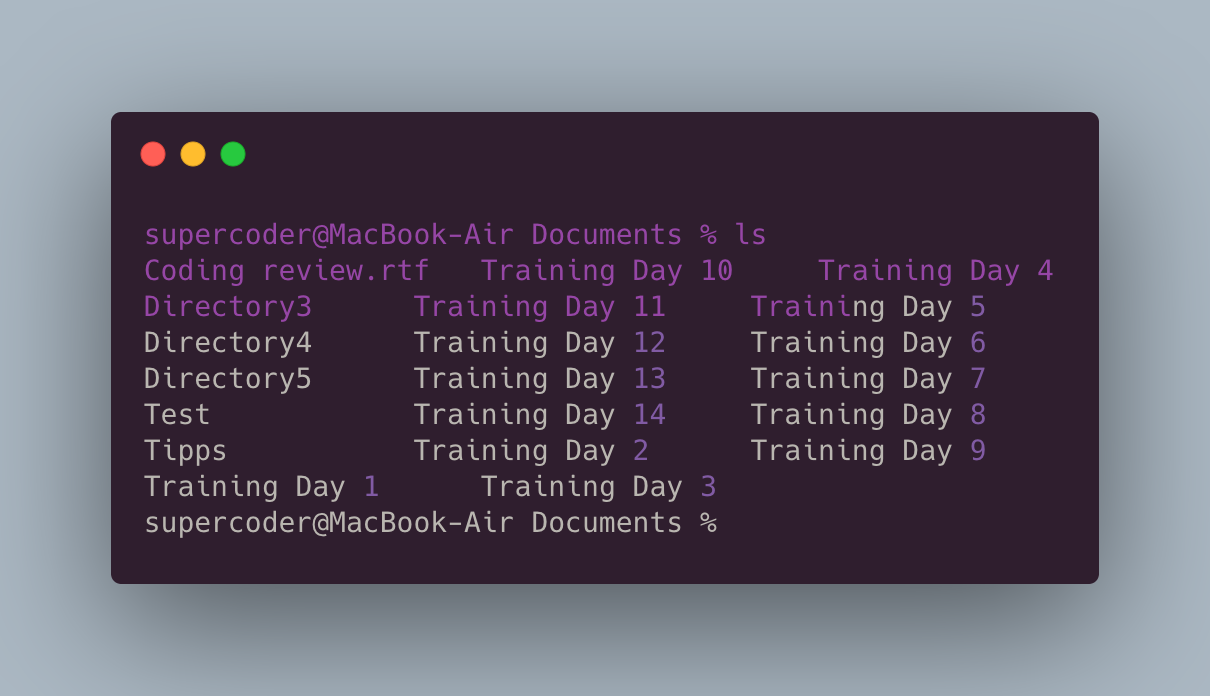 supercoder@MacBook-Air Documents % ls
Coding review.rtf   Training Day 10     Training Day 4
Directory3      Training Day 11     Training Day 5
Directory4      Training Day 12     Training Day 6
Directory5      Training Day 13     Training Day 7
Test            Training Day 14     Training Day 8
Tipps           Training Day 2      Training Day 9
Training Day 1      Training Day 3
supercoder@MacBook-Air Documents %